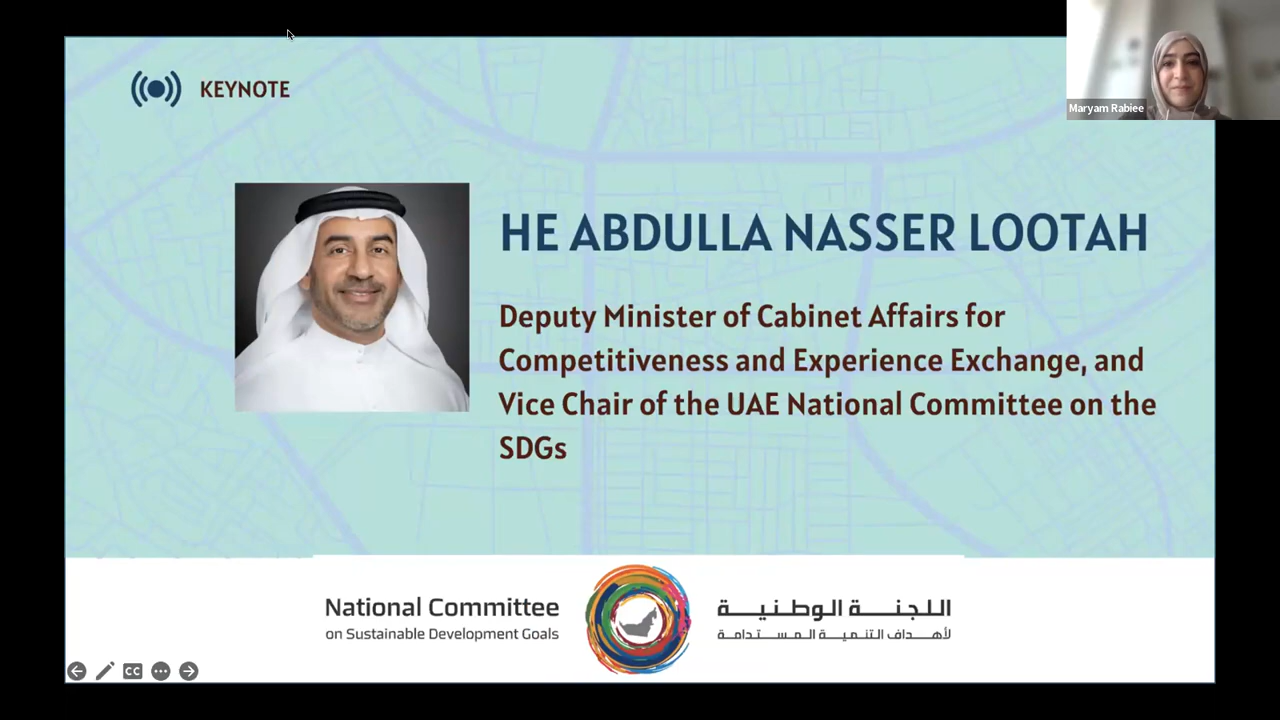 KEYNOTE
Maryam Rabiee
HE ABDULLA NASSER LOOTAH
Deputy Minister of Cabinet Affairs for
Competitiveness and Experience Exchange, and
Vice Chair of the UAE National Committee on the
SDGs
National Committee
on Sustainable Development Goals
اللجنة الوطنية
لأهداف التنمية المستدامة
CC